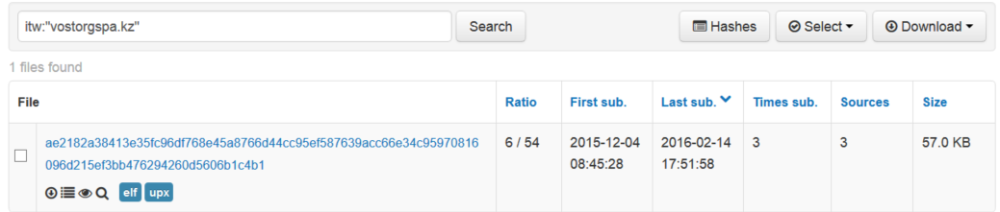 itw:"vostorgspa.kz"
Search
Hashes
Select
Download
1 files found
File
Ratio
First sub.
Last sub.
Times sub.
Sources
Size
ae2182a38413e35fc96df768e45a8766d44cc95ef587639acc66e34c95970816
096d215ef3bb476294260d5606b1c4b1
elf
upx
6 / 54
2015-12-04
08:45:28
2016-02-14
17:51:58
3
3
57.0 KB